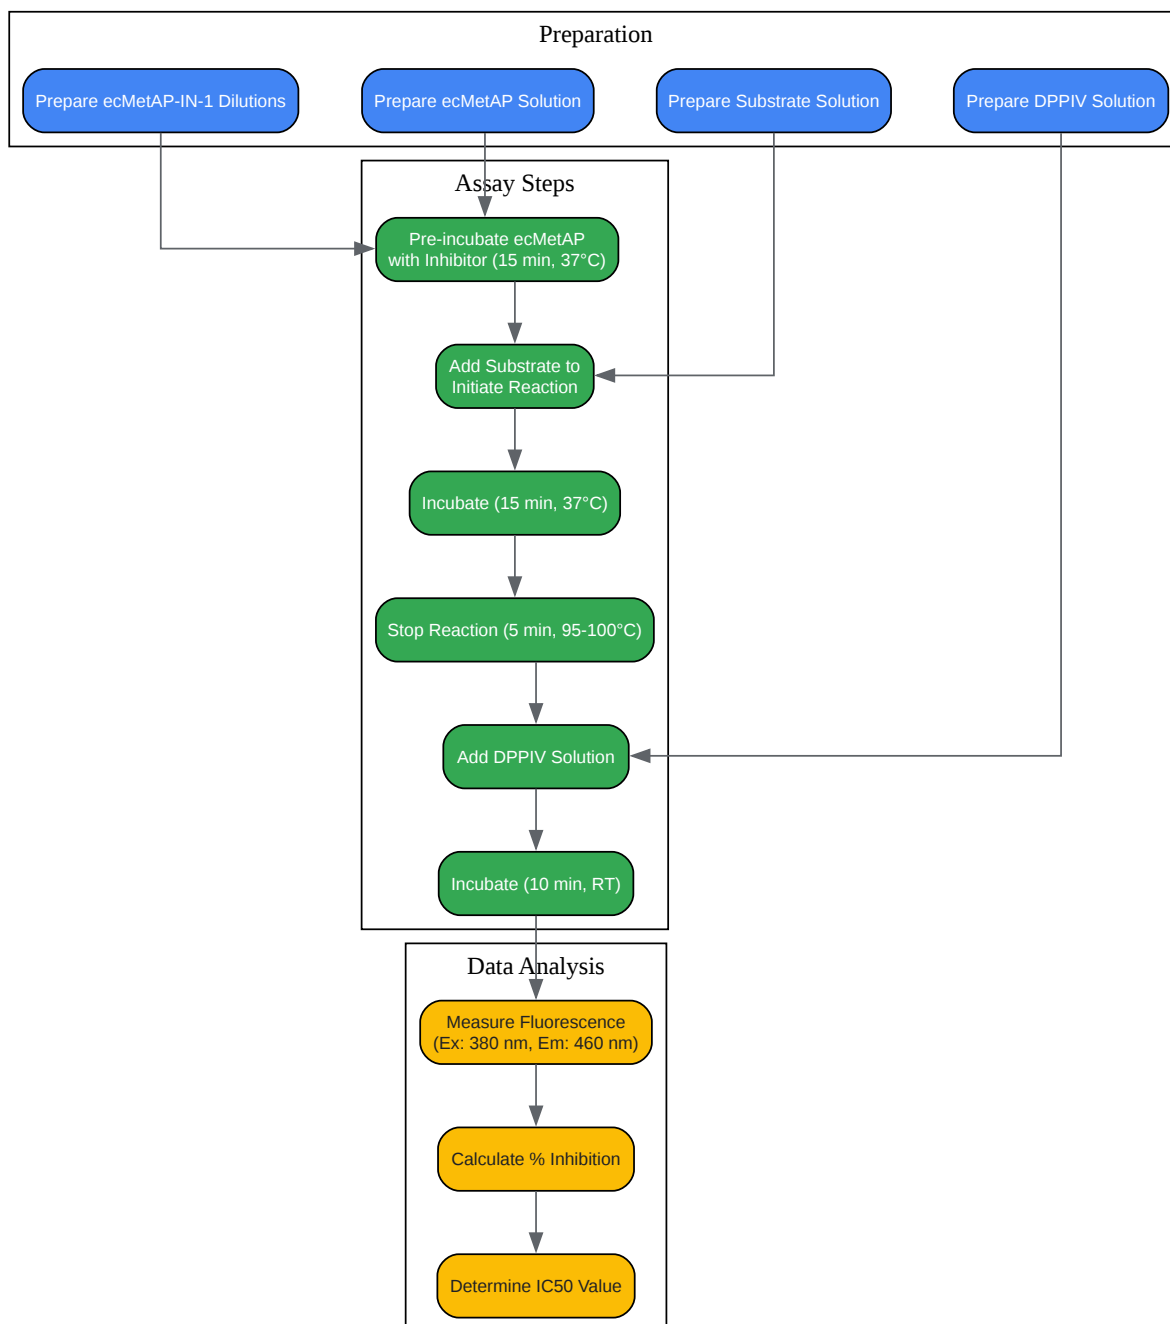 Preparation
Prepare ecMetAP-IN-1 Dilutions
Prepare ecMetAP Solution
Prepare Substrate Solution
Prepare DPPIV Solution
Assay Steps
Pre-incubate ecMetAP
with Inhibitor (15 min, 37°C)
Add Substrate to
Initiate Reaction
Incubate (15 min, 37°C)
Stop Reaction (5 min, 95-100°C)
Add DPPIV Solution
Incubate (10 min, RT)
Data Analysis
Measure Fluorescence
(Ex: 380 nm, Em: 460 nm)
Calculate % Inhibition
Determine IC50 Value